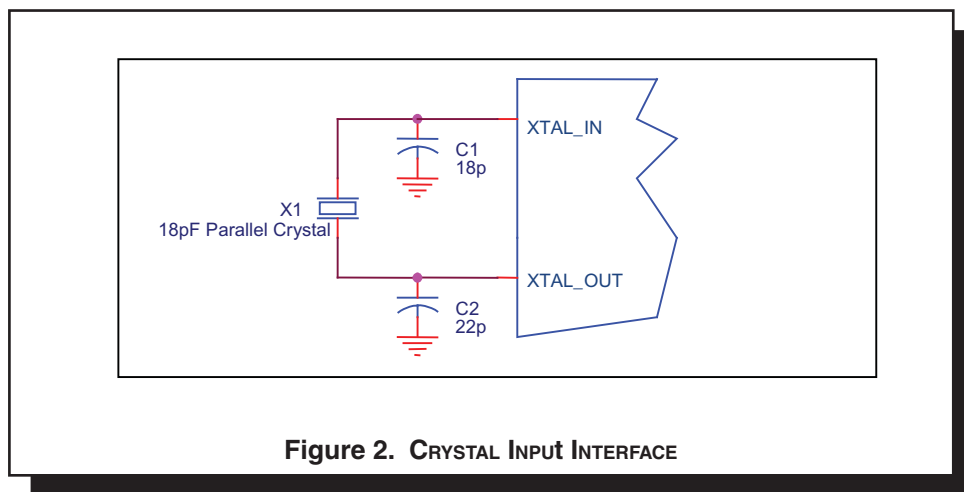 XTAL_IN
C1
18p
X1
18pF Parallel Crystal
XTAL_OUT
C2
22p
Figure 2. CRYSTAL INPUt INTERFACE